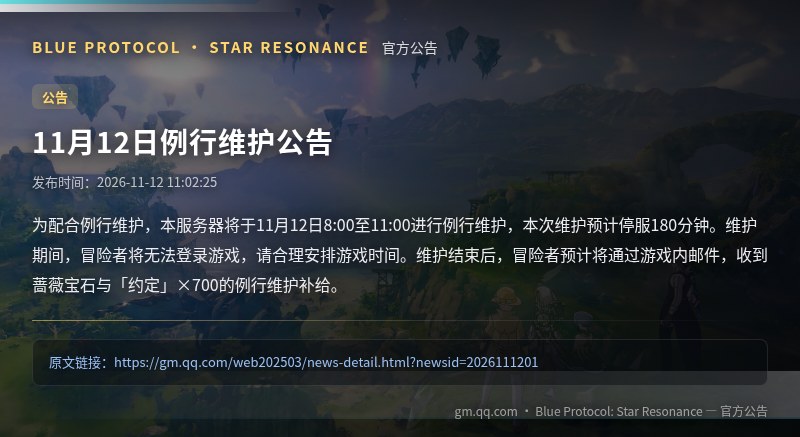 BLUE PROTOCOL · STAR RESONANCE 官方公告
公告
11月12日例行维护公告
发布时间：2026-11-12 11:02:25
为配合例行维护，本服务器将于11月12日8:00至11:00进行例行维护，本次维护预计停服180分钟。维护
期间，冒险者将无法登录游戏，请合理安排游戏时间。维护结束后，冒险者预计将通过游戏内邮件，收到
蔷薇宝石与「约定」×700的例行维护补给。
原文链接：https://gm.qq.com/web202503/news-detail.html?newsid=2026111201
gm.qq.com · Blue Protocol: Star Resonance — 官方公告